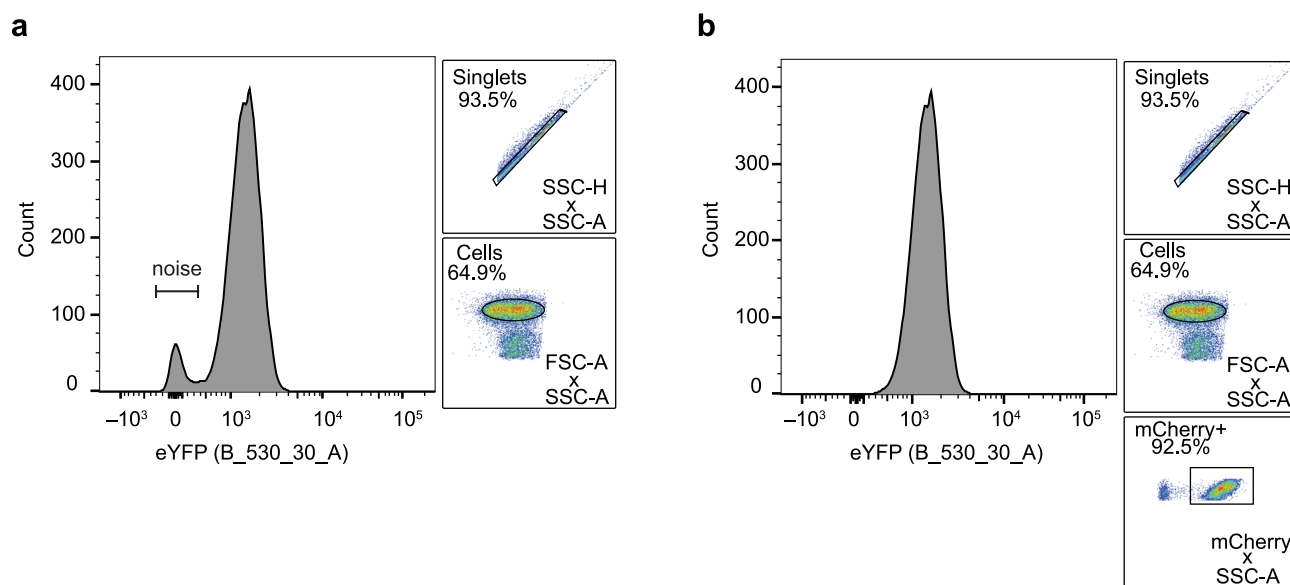 a
400
300
200
100
0
Count
noise
−10³
0
10³
10⁴
10⁵
eYFP (B_530_30_A)
Singlets
93.5%
SSC-H
x
SSC-A
Cells
64.9%
FSC-A
x
SSC-A
b
400
300
200
100
0
Count
−10³
0
10³
10⁴
10⁵
eYFP (B_530_30_A)
Singlets
93.5%
SSC-H
x
SSC-A
Cells
64.9%
FSC-A
x
SSC-A
mCherry+
92.5%
mCherry
x
SSC-A